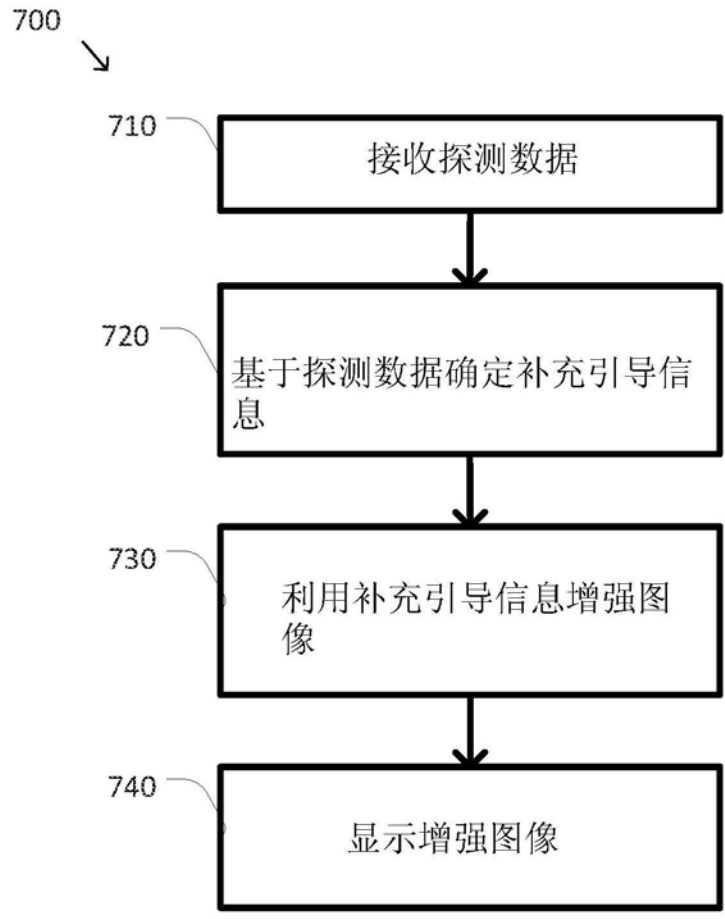 700
710
接收探测数据
720
基于探测数据确定补充引导信
息
730
利用补充引导信息增强图
像
740
显示增强图像